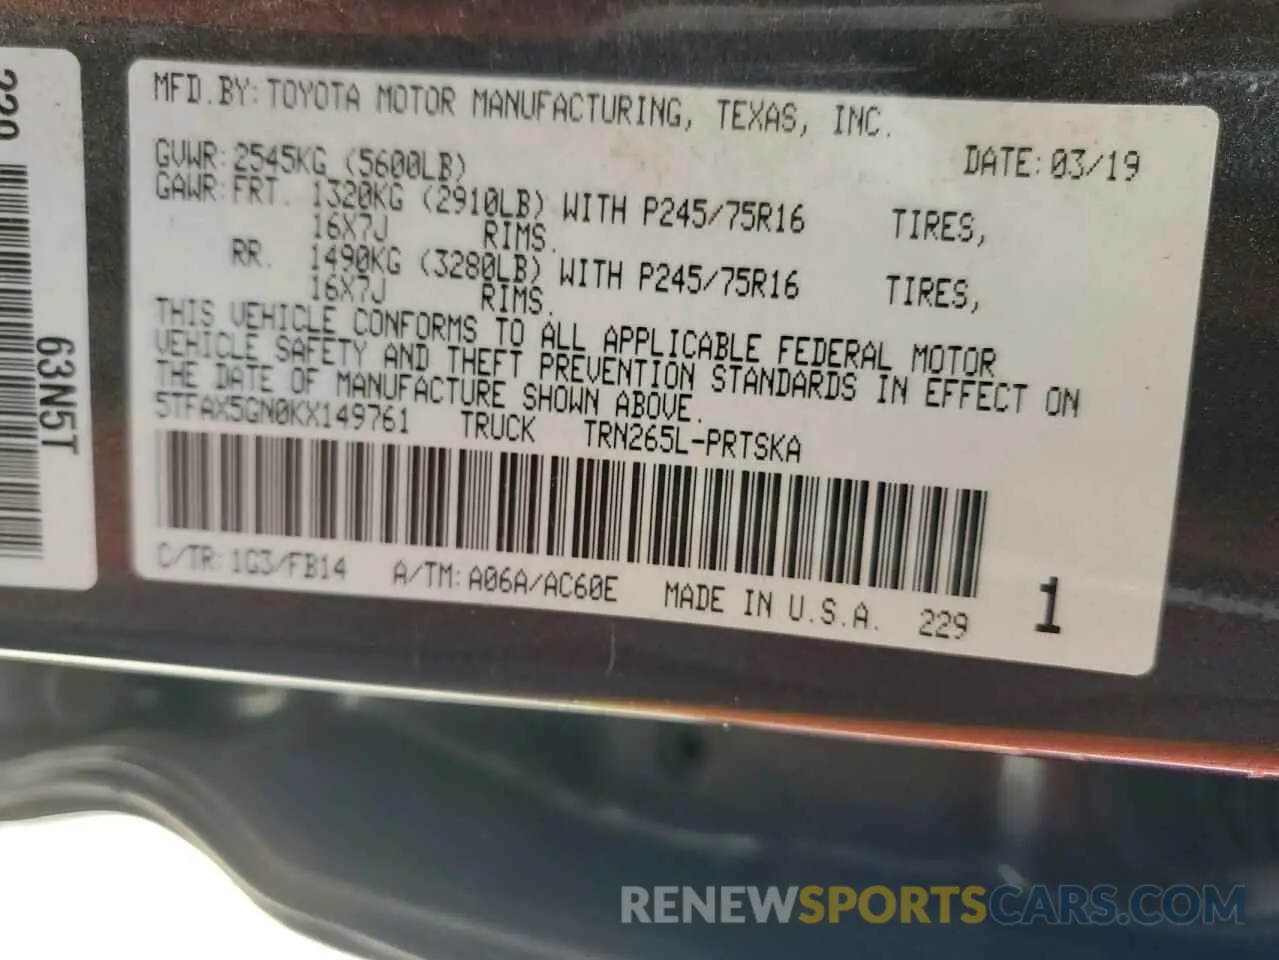 MFD.BY:TOYOTA MOTOR MANUFACTURING, TEXAS, INC.
DATE:03/19
GVWR:2545KG (5600LB)
GAWR:FRT. 1320KG (2910LB) WITH P245/75R16 TIRES,
16X7J RIMS.
RR. 1490KG (3280LB) WITH P245/75R16 TIRES,
16X7J RIMS.
THIS VEHICLE CONFORMS TO ALL APPLICABLE FEDERAL MOTOR
VEHICLE SAFETY AND THEFT PREVENTION STANDARDS IN EFFECT ON
THE DATE OF MANUFACTURE SHOWN ABOVE.
5TFAX5GN0KX149761 TRUCK TRN265L-PRTSKA
C/TR:1G3/FB14 A/TM:A06A/AC60E MADE IN U.S.A. 229 1
229
63N5T
RENEWSPORTSCARS.COM